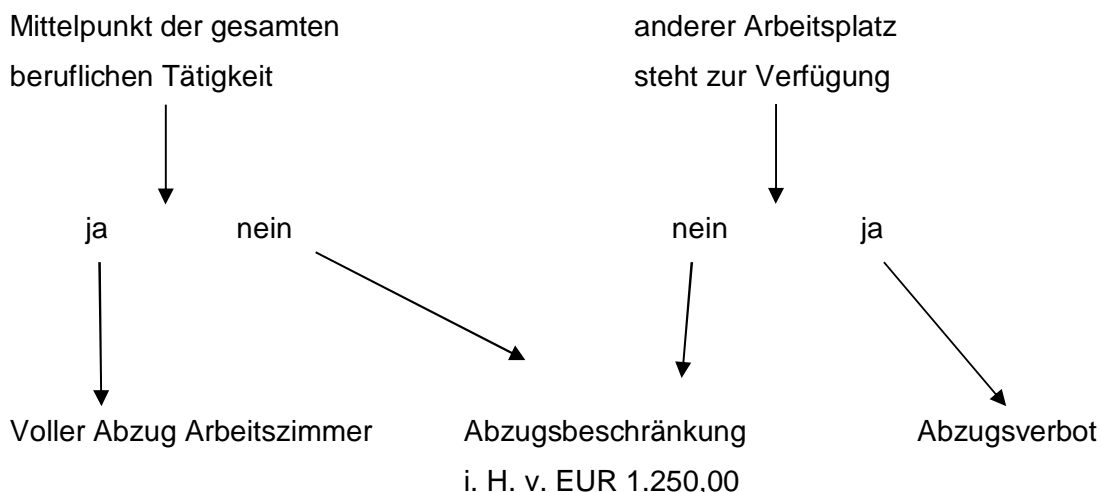 Mittelpunkt der gesamten
beruflichen Tätigkeit
anderer Arbeitsplatz
steht zur Verfügung
ja
nein
nein
ja
Voller Abzug Arbeitszimmer
Abzugsbeschränkung
i. H. v. EUR 1.250,00
Abzugsverbot